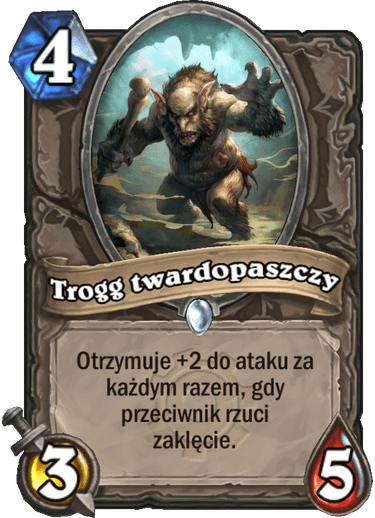 4
Trogg twardopaszczy
Otrzymuje +2 do ataku za
każdym razem, gdy
przeciwnik rzuci
zaklęcie.
3
5